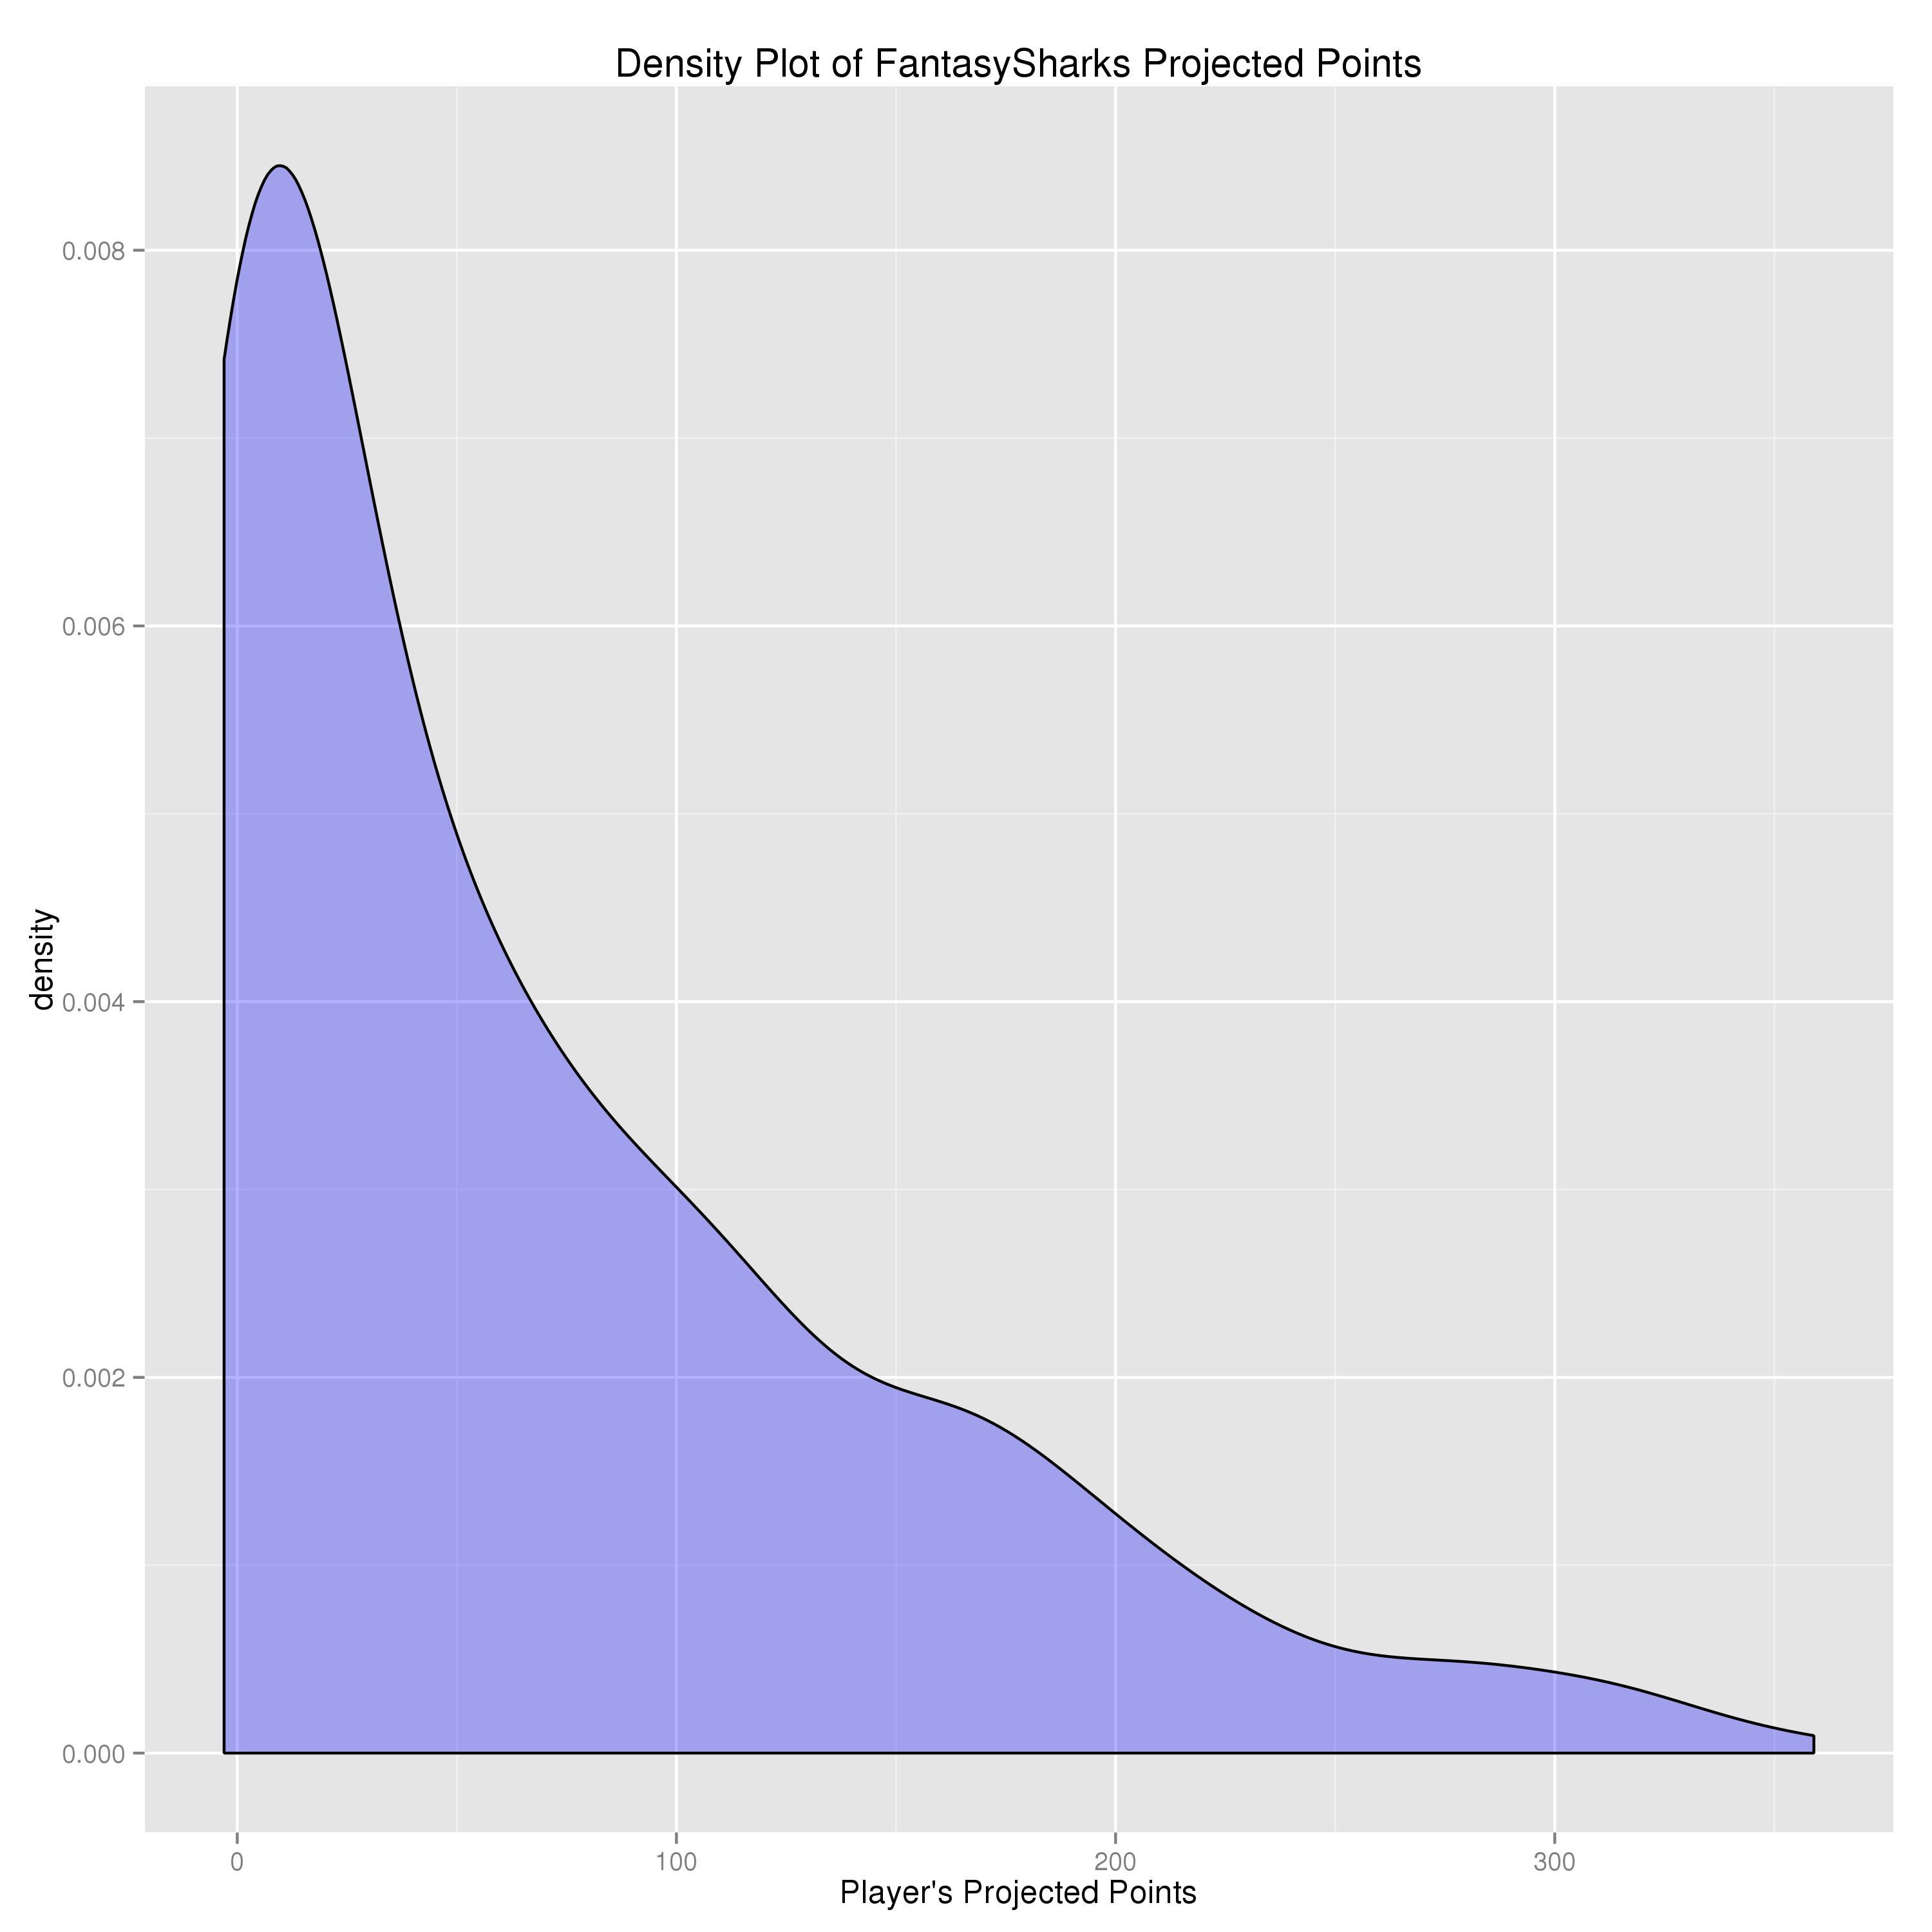 Density Plot of FantasySharks Projected Points
density
0.008
0.006
0.004
0.002
0.000
0 100 200 300
Player's Projected Points